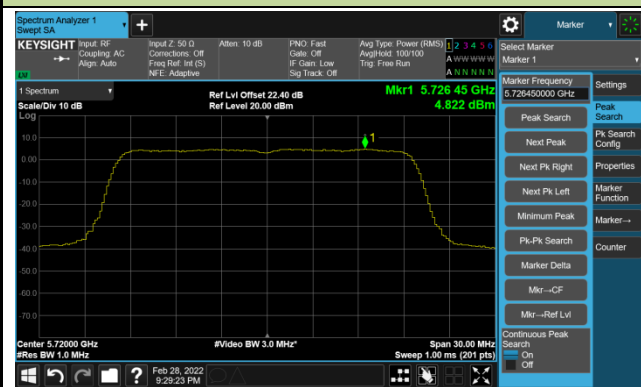 Spectrum Analyzer 1
Swept SA
+
Marker
KEYSIGHT
Input: RF
Coupling: AC
Align: Auto
Input Z: 50 Ω
Corrections: Off
Freq Ref: Int (S)
NFE: Adaptive
Atten: 10 dB
PNO: Fast
Gate: Off
IF Gain: Low
Sig Track: Off
Avg Type: Power (RMS)
Avg|Hold: 100/100
Trig: Free Run
1 2 3 4 5 6
A W W W W W
A N N N N N
LXI
Select Marker
Marker 1
1 Spectrum
Scale/Div 10 dB
Log
Ref Lvl Offset 22.40 dB
Ref Level 20.00 dBm
Mkr1 5.726 45 GHz
4.822 dBm
1
10.0
0.00
-10.0
-20.0
-30.0
-40.0
-50.0
-60.0
-70.0
Center 5.72000 GHz
#Res BW 1.0 MHz
#Video BW 3.0 MHz*
Span 30.00 MHz
Sweep 1.00 ms (201 pts)
Marker Frequency
5.726450000 GHz
Peak Search
Next Peak
Next Pk Right
Next Pk Left
Minimum Peak
Pk-Pk Search
Marker Delta
Mkr→CF
Mkr→Ref Lvl
Continuous Peak
Search
On
Off
Settings
Peak
Search
Pk Search
Config
Properties
Marker
Function
Marker→
Counter
?
Feb 28, 2022
9:29:23 PM